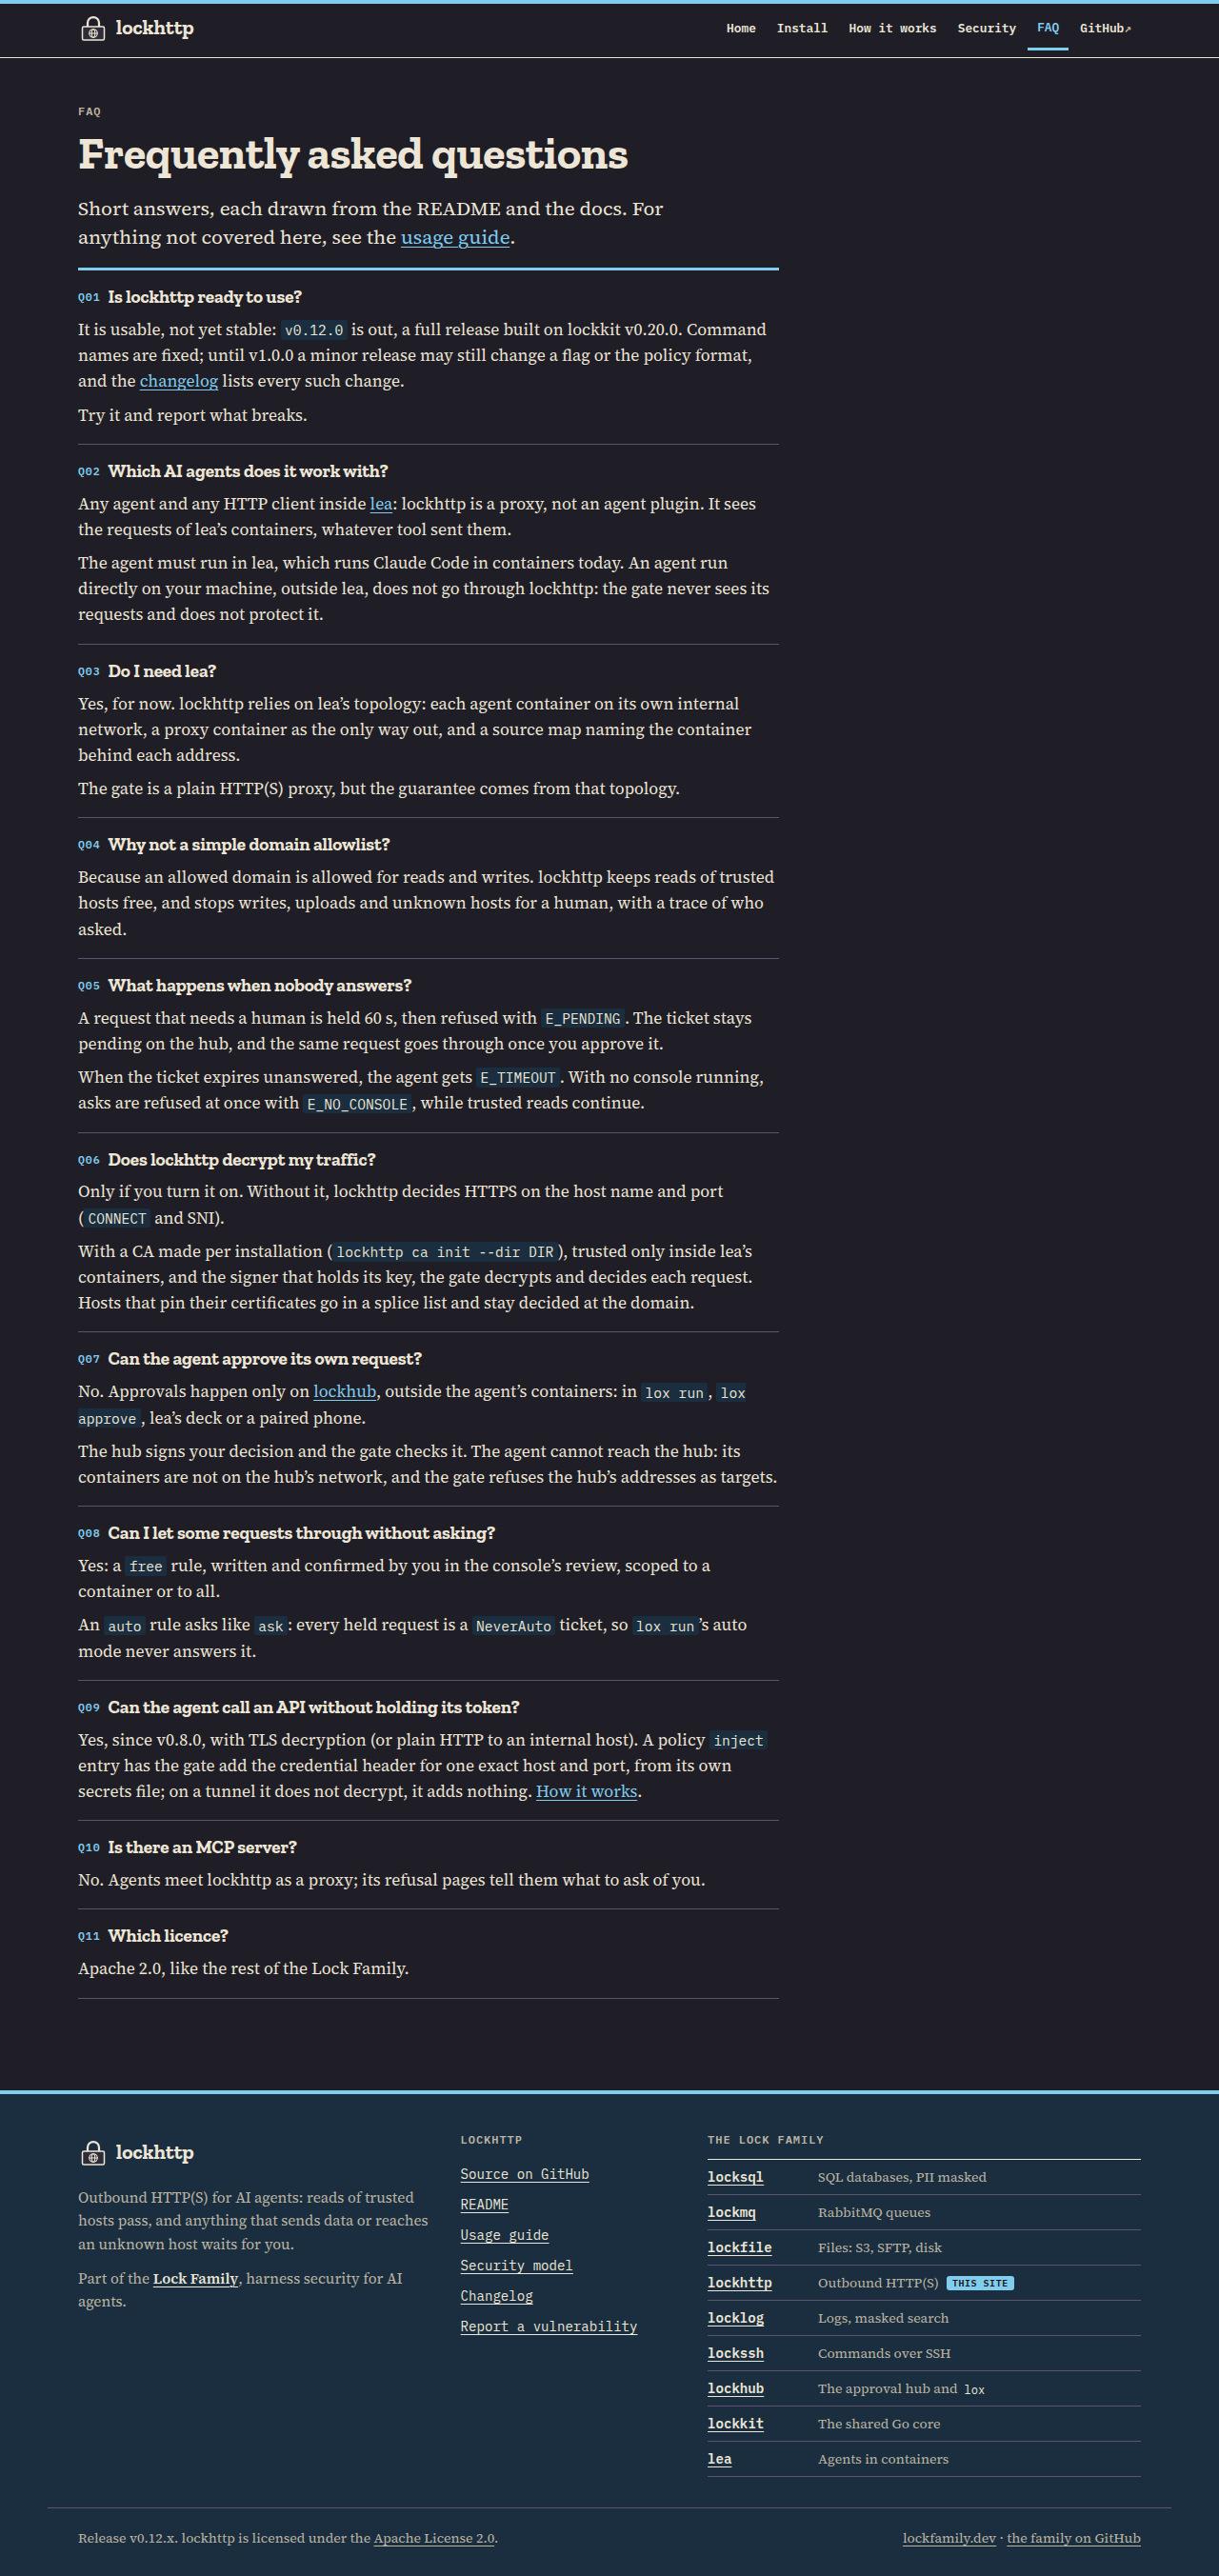 lockhttp
Home Install How it works Security FAQ GitHub↗
FAQ
Frequently asked questions
Short answers, each drawn from the README and the docs. For
anything not covered here, see the usage guide.
Q01 Is lockhttp ready to use?
It is usable, not yet stable: v0.12.0 is out, a full release built on lockkit v0.20.0. Command
names are fixed; until v1.0.0 a minor release may still change a flag or the policy format,
and the changelog lists every such change.
Try it and report what breaks.
Q02 Which AI agents does it work with?
Any agent and any HTTP client inside lea: lockhttp is a proxy, not an agent plugin. It sees
the requests of lea’s containers, whatever tool sent them.
The agent must run in lea, which runs Claude Code in containers today. An agent run
directly on your machine, outside lea, does not go through lockhttp: the gate never sees its
requests and does not protect it.
Q03 Do I need lea?
Yes, for now. lockhttp relies on lea’s topology: each agent container on its own internal
network, a proxy container as the only way out, and a source map naming the container
behind each address.
The gate is a plain HTTP(S) proxy, but the guarantee comes from that topology.
Q04 Why not a simple domain allowlist?
Because an allowed domain is allowed for reads and writes. lockhttp keeps reads of trusted
hosts free, and stops writes, uploads and unknown hosts for a human, with a trace of who
asked.
Q05 What happens when nobody answers?
A request that needs a human is held 60 s, then refused with E_PENDING. The ticket stays
pending on the hub, and the same request goes through once you approve it.
When the ticket expires unanswered, the agent gets E_TIMEOUT. With no console running,
asks are refused at once with E_NO_CONSOLE, while trusted reads continue.
Q06 Does lockhttp decrypt my traffic?
Only if you turn it on. Without it, lockhttp decides HTTPS on the host name and port
(CONNECT and SNI).
With a CA made per installation (lockhttp ca init --dir DIR), trusted only inside lea’s
containers, and the signer that holds its key, the gate decrypts and decides each request.
Hosts that pin their certificates go in a splice list and stay decided at the domain.
Q07 Can the agent approve its own request?
No. Approvals happen only on lockhub, outside the agent’s containers: in lox run, lox
approve, lea’s deck or a paired phone.
The hub signs your decision and the gate checks it. The agent cannot reach the hub: its
containers are not on the hub’s network, and the gate refuses the hub’s addresses as targets.
Q08 Can I let some requests through without asking?
Yes: a free rule, written and confirmed by you in the console’s review, scoped to a
container or to all.
An auto rule asks like ask: every held request is a NeverAuto ticket, so lox run’s auto
mode never answers it.
Q09 Can the agent call an API without holding its token?
Yes, since v0.8.0, with TLS decryption (or plain HTTP to an internal host). A policy inject
entry has the gate add the credential header for one exact host and port, from its own
secrets file; on a tunnel it does not decrypt, it adds nothing. How it works.
Q10 Is there an MCP server?
No. Agents meet lockhttp as a proxy; its refusal pages tell them what to ask of you.
Q11 Which licence?
Apache 2.0, like the rest of the Lock Family.
lockhttp
Outbound HTTP(S) for AI agents: reads of trusted
hosts pass, and anything that sends data or reaches
an unknown host waits for you.
Part of the Lock Family, harness security for AI
agents.
LOCKHTTP
Source on GitHub
README
Usage guide
Security model
Changelog
Report a vulnerability
THE LOCK FAMILY
locksql SQL databases, PII masked
lockmq RabbitMQ queues
lockfile Files: S3, SFTP, disk
lockhttp Outbound HTTP(S) THIS SITE
locklog Logs, masked search
lockssh Commands over SSH
lockhub The approval hub and lox
lockkit The shared Go core
lea Agents in containers
Release v0.12.x. lockhttp is licensed under the Apache License 2.0.
lockfamily.dev · the family on GitHub